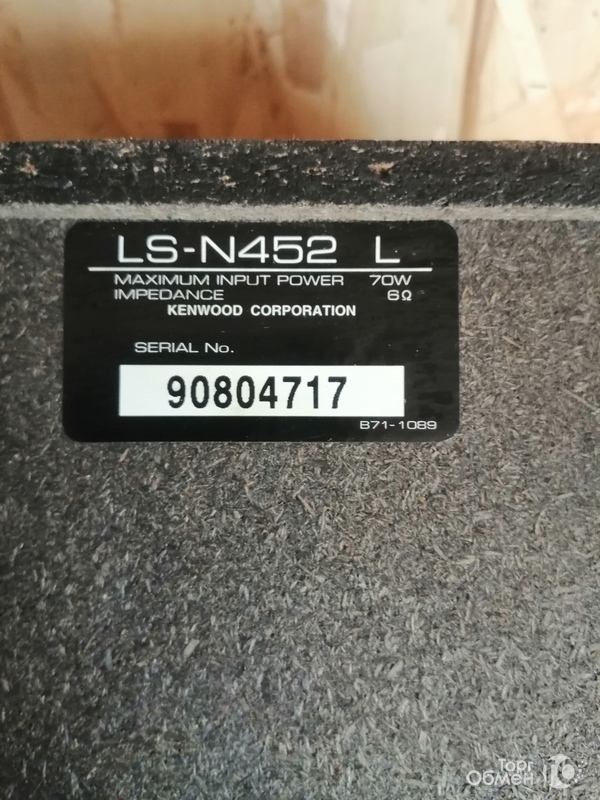 LS-N452 L
MAXIMUM INPUT POWER 70W
IMPEDANCE 6Ω
KENWOOD CORPORATION
SERIAL No.
90804717
B71-1089
Торг
Обмен